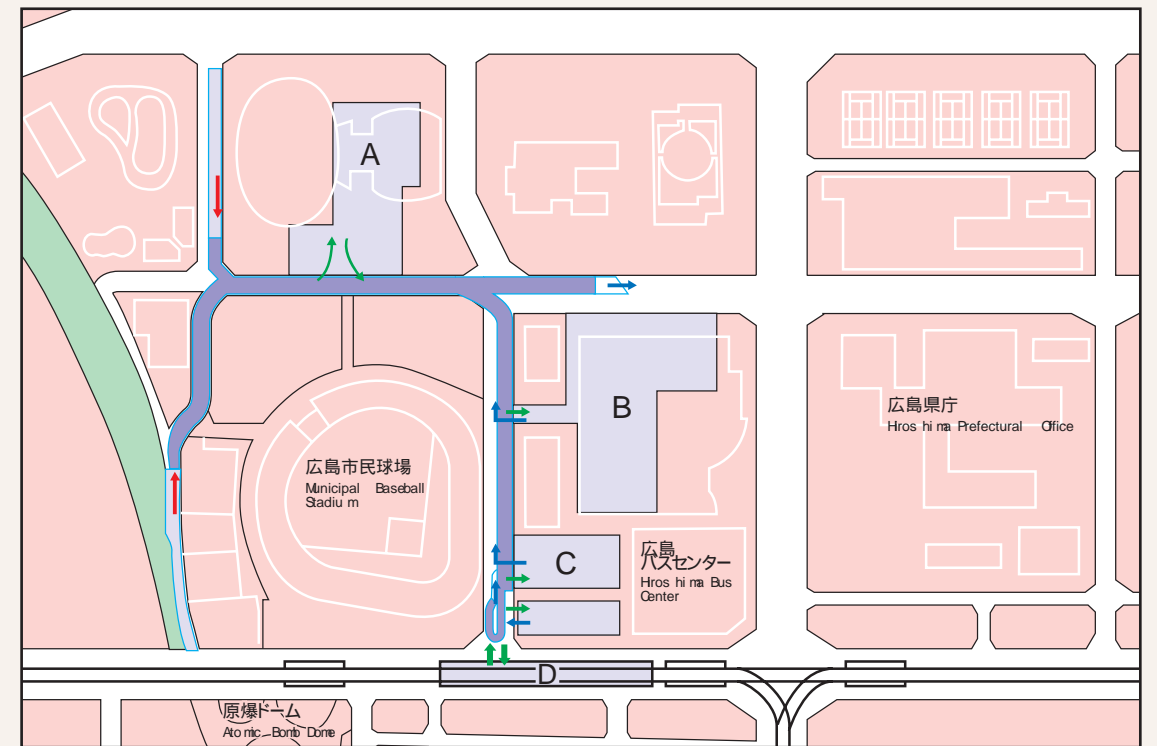 A
B
広島県庁
Hiroshima Prefectural Office
広島市民球場
Municipal Baseball
Stadium
C
広島
バスセンター
Hiroshima Bus
Center
D
原爆ドーム
Atomic Bomb Dome